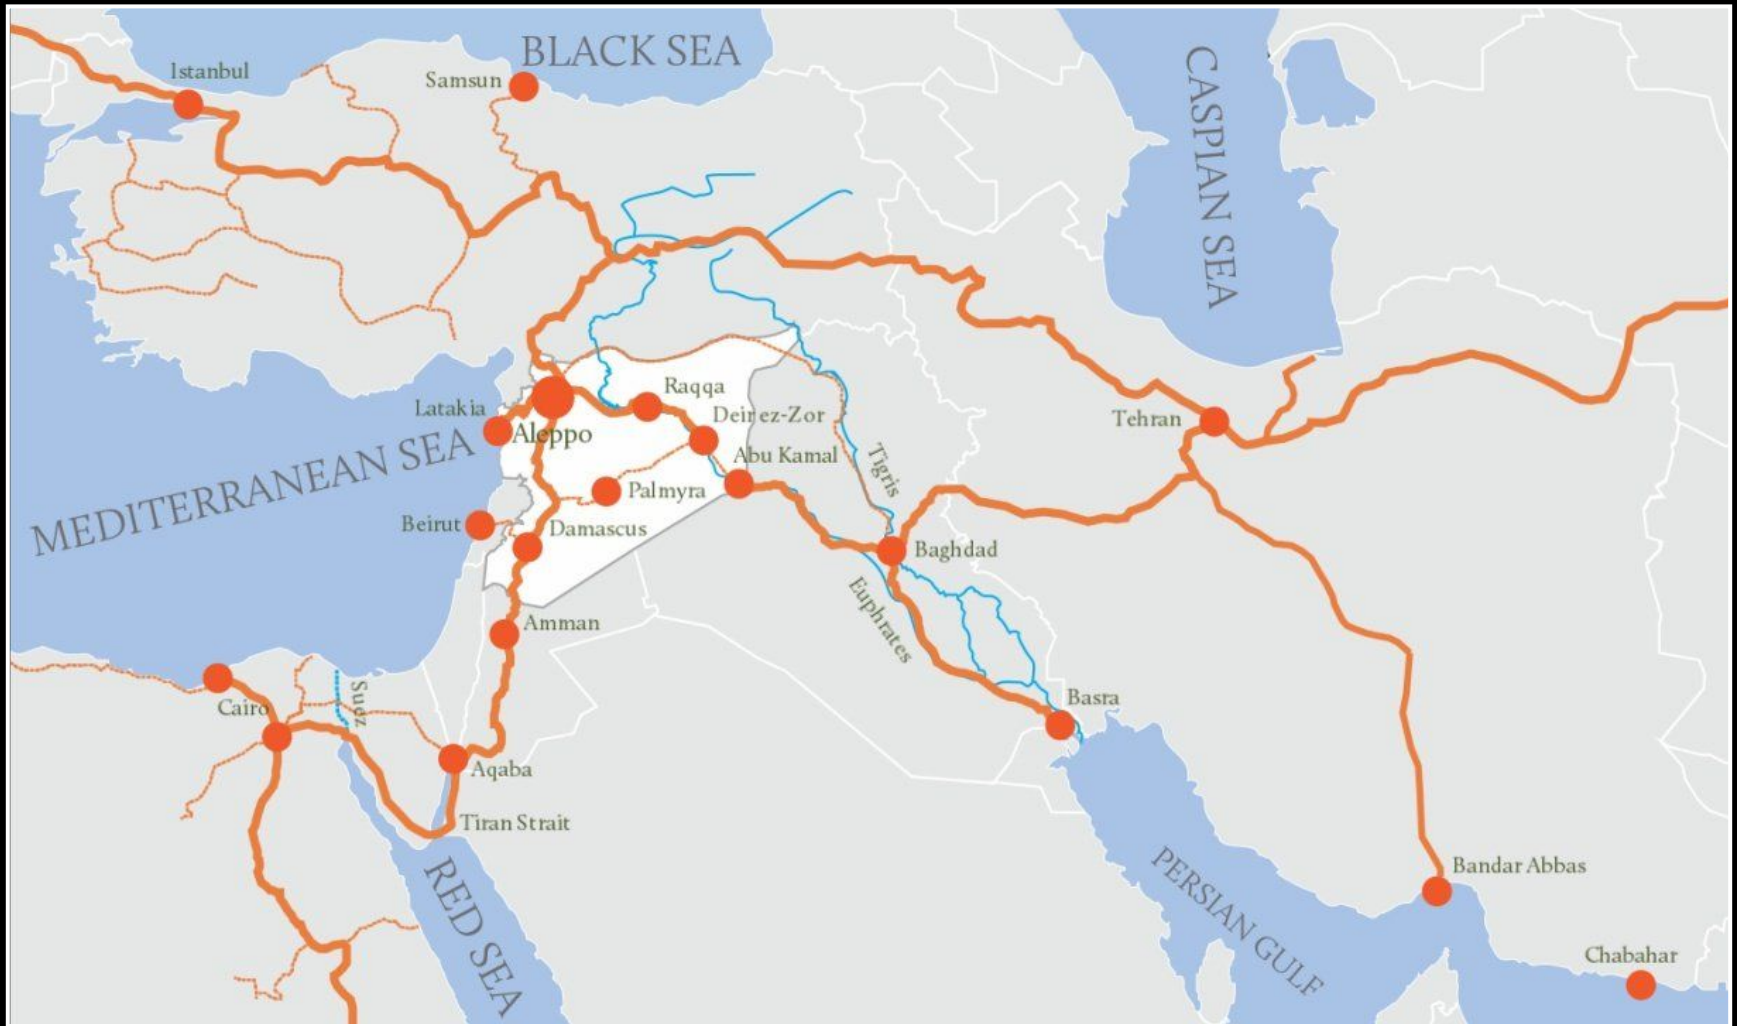 BLACK SEA
Istanbul
Samsun
CASPIAN SEA
Raqqa
Latakia
Deir ez-Zor
Tehran
Aleppo
MEDITERRANEAN SEA
Abu Kamal
Tigris
Palmyra
Beirut
Damascus
Baghdad
Euphrates
Amman
Suez
Cairo
Basra
Aqaba
Tiran Strait
RED SEA
PERSIAN GULF
Bandar Abbas
Chabahar